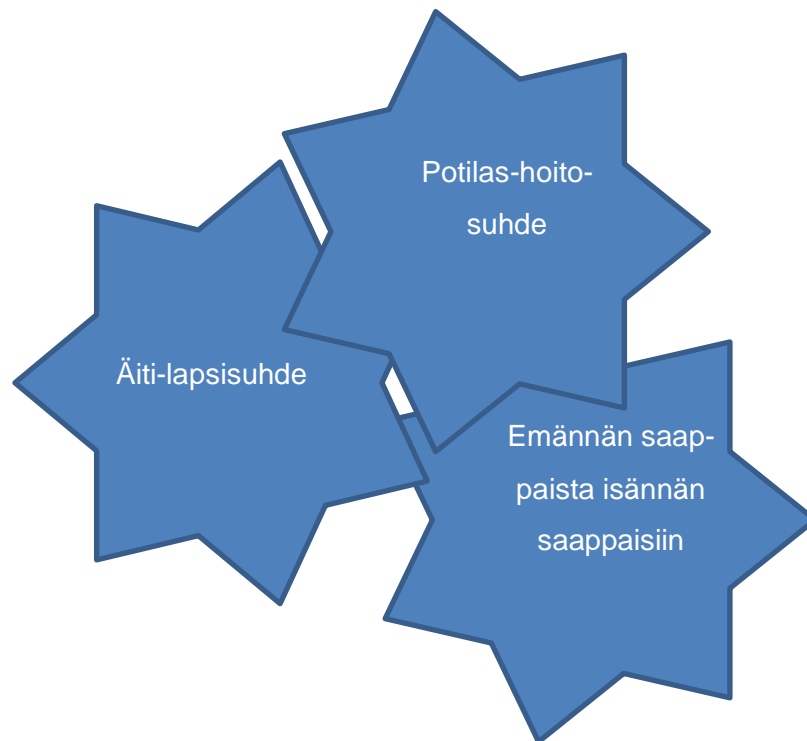 Potilas-hoito-
suhde
Äiti-lapsisuhde
Emännän saap-
paista isännän
saappaisiin